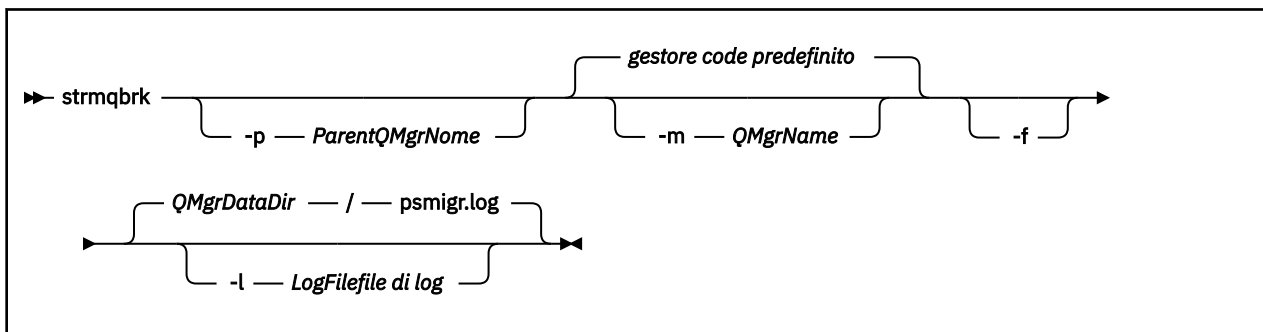 gestore code predefinito
strmqbrk
-p ParentQMgrNome -m QMgrName -f
QMgrDataDir / psmigr.log
-l LogFilefile di log